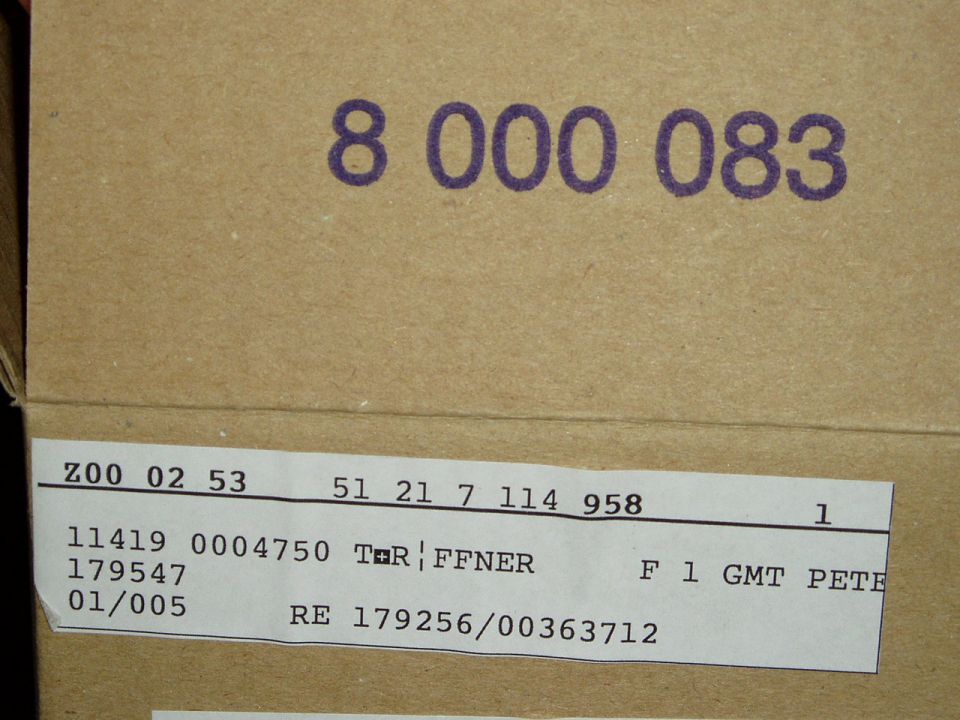 8 000 083
Z00 02 53 51 21 7 114 958 1
11419 0004750 T◘R¦FFNER F 1 GMT PETE
179547
01/005 RE 179256/00363712